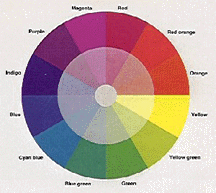 Magenta
Red
Purple
Red orange
Indigo
Orange
Blue
Yellow
Cyan blue
Yellow green
Blue green
Green